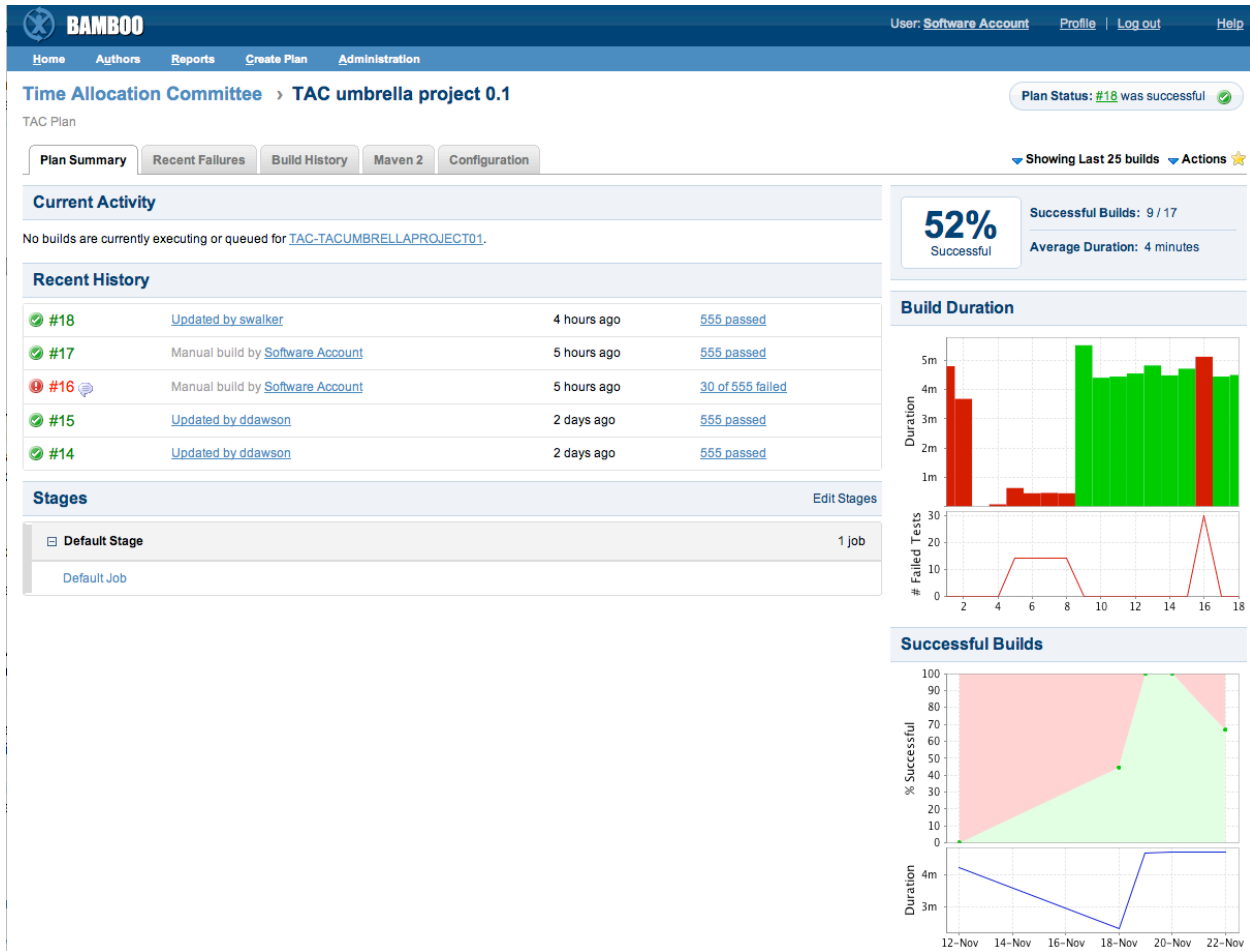 BAMBOO
User: Software Account Profile | Log out Help
Home Authors Reports Create Plan Administration
Time Allocation Committee › TAC umbrella project 0.1
Plan Status: #18 was successful
TAC Plan
Plan Summary Recent Failures Build History Maven 2 Configuration
Showing Last 25 builds Actions
Current Activity
No builds are currently executing or queued for TAC-TACUMBRELLAPROJECT01.
Recent History
#18 Updated by swalker 4 hours ago 555 passed
#17 Manual build by Software Account 5 hours ago 555 passed
#16 Manual build by Software Account 5 hours ago 30 of 555 failed
#15 Updated by ddawson 2 days ago 555 passed
#14 Updated by ddawson 2 days ago 555 passed
Stages Edit Stages
Default Stage 1 job
Default Job
52%
Successful
Successful Builds: 9 / 17
Average Duration: 4 minutes
Build Duration
Duration
5m
4m
3m
2m
1m
# Failed Tests
30
20
10
0
2 4 6 8 10 12 14 16 18
Successful Builds
% Successful
100
90
80
70
60
50
40
30
20
10
0
Duration
4m
3m
12-Nov 14-Nov 16-Nov 18-Nov 20-Nov 22-Nov